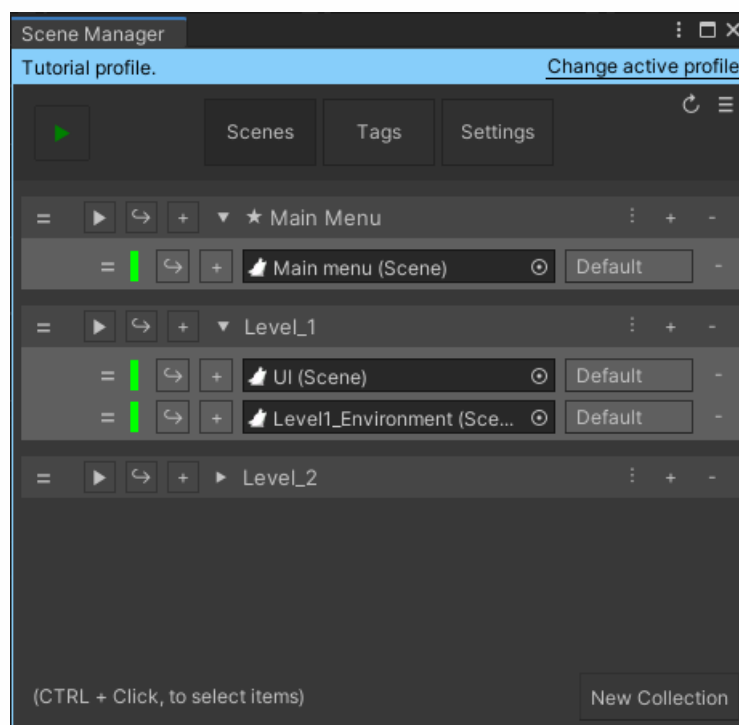 Scene Manager
Tutorial profile. Change active profile
Scenes Tags Settings
Main Menu
Main menu (Scene) Default
Level_1
UI (Scene) Default
Level1_Environment (Sce... Default
Level_2
(CTRL + Click, to select items) New Collection